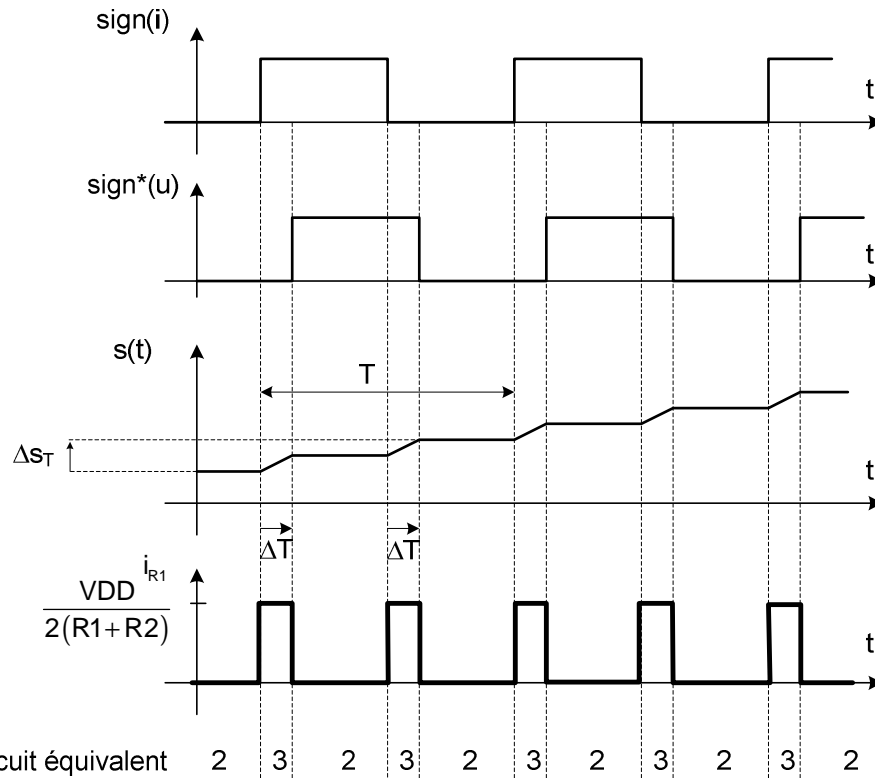 sign(i)
t
sign*(u)
t
s(t)
T
ΔsT
t
ΔT ΔT
iR1
VDD
2(R1+R2)
t
cuit équivalent 2 3 2 3 2 3 2 3 2 3 2